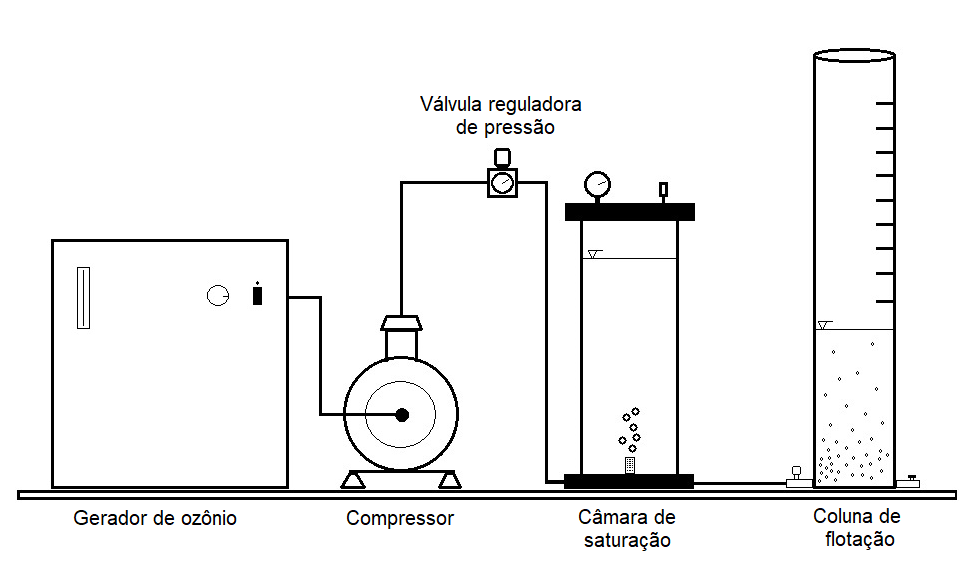 Válvula reguladora
de pressão
Gerador de ozônio
Compressor
Câmara de
saturação
Coluna de
flotação